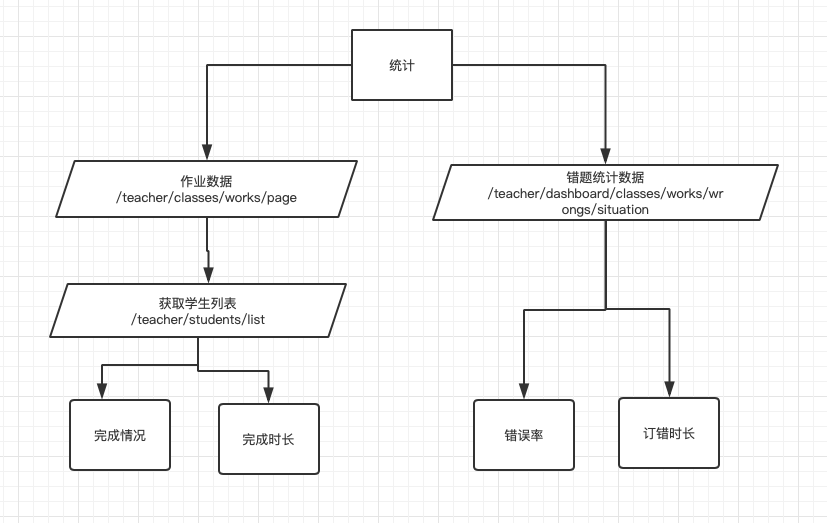 统计
作业数据
/teacher/classes/works/page
错题统计数据
/teacher/dashboard/classes/works/wr
ongs/situation
获取学生列表
/teacher/students/list
完成情况
完成时长
错误率
订错时长